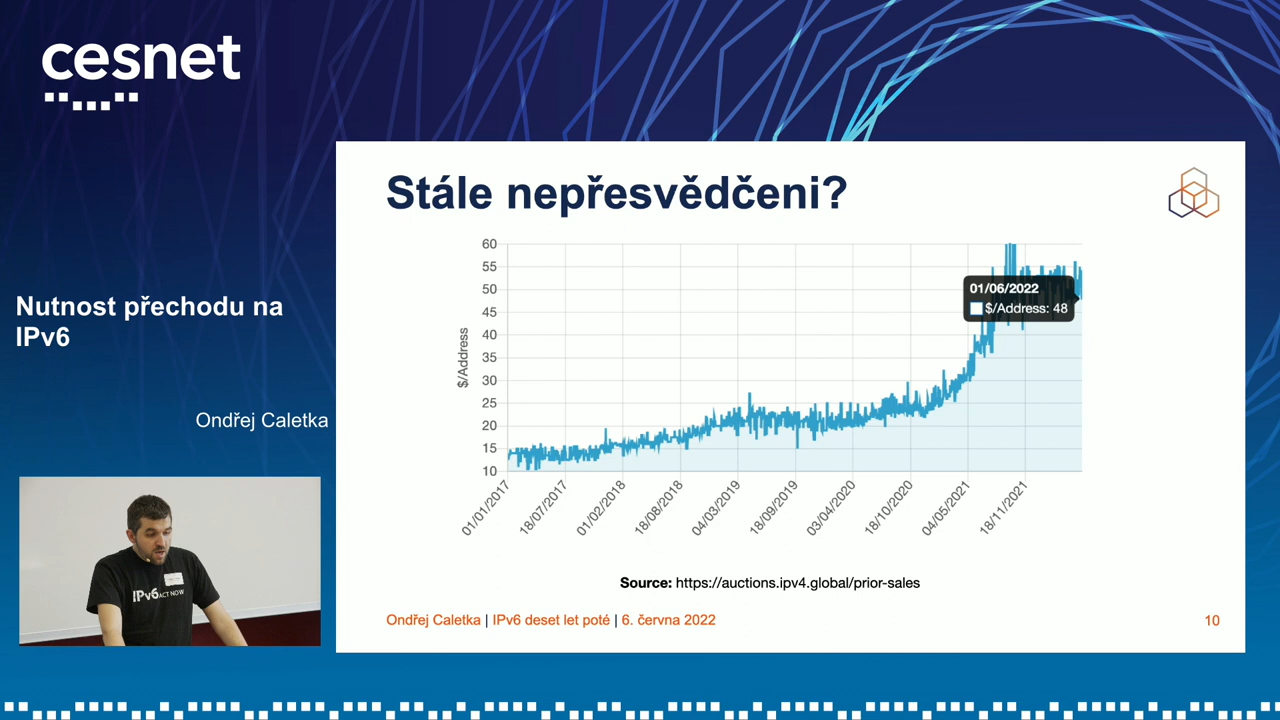 cesnet
Nutnost přechodu na
IPv6
Ondřej Caletka
IPv6 ACT NOW
Stále nepřesvědčeni?
60
55
50
45
40
35
30
25
20
15
10
$/Address
01/06/2022
$/Address: 48
01/01/2017
18/07/2017
01/02/2018
18/08/2018
04/03/2019
18/09/2019
03/04/2020
18/10/2020
04/05/2021
18/11/2021
Source: https://auctions.ipv4.global/prior-sales
Ondřej Caletka | IPv6 deset let poté | 6. června 2022
10